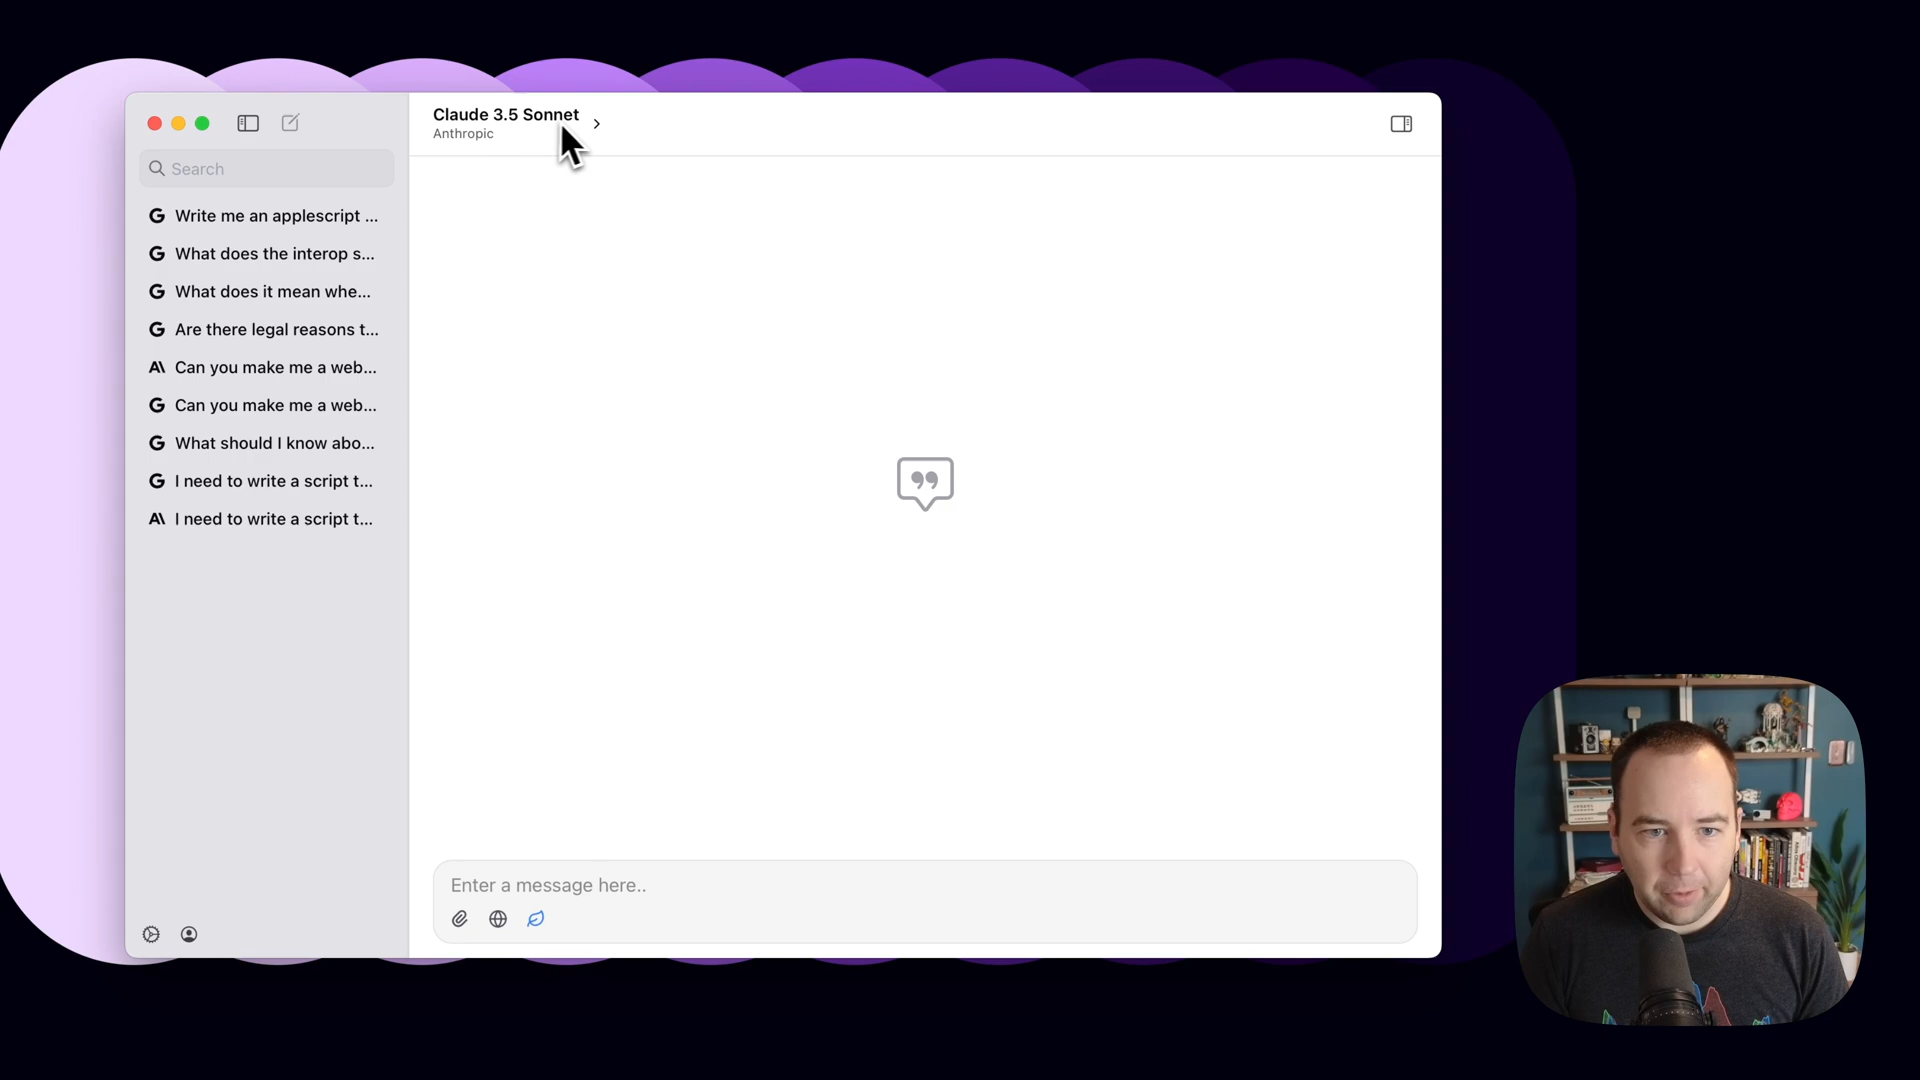 Search
Write me an applescript ...
What does the interop s...
What does it mean whe...
Are there legal reasons t...
Can you make me a web...
Can you make me a web...
What should I know abo...
I need to write a script t...
I need to write a script t...
Claude 3.5 Sonnet
Anthropic
Enter a message here..